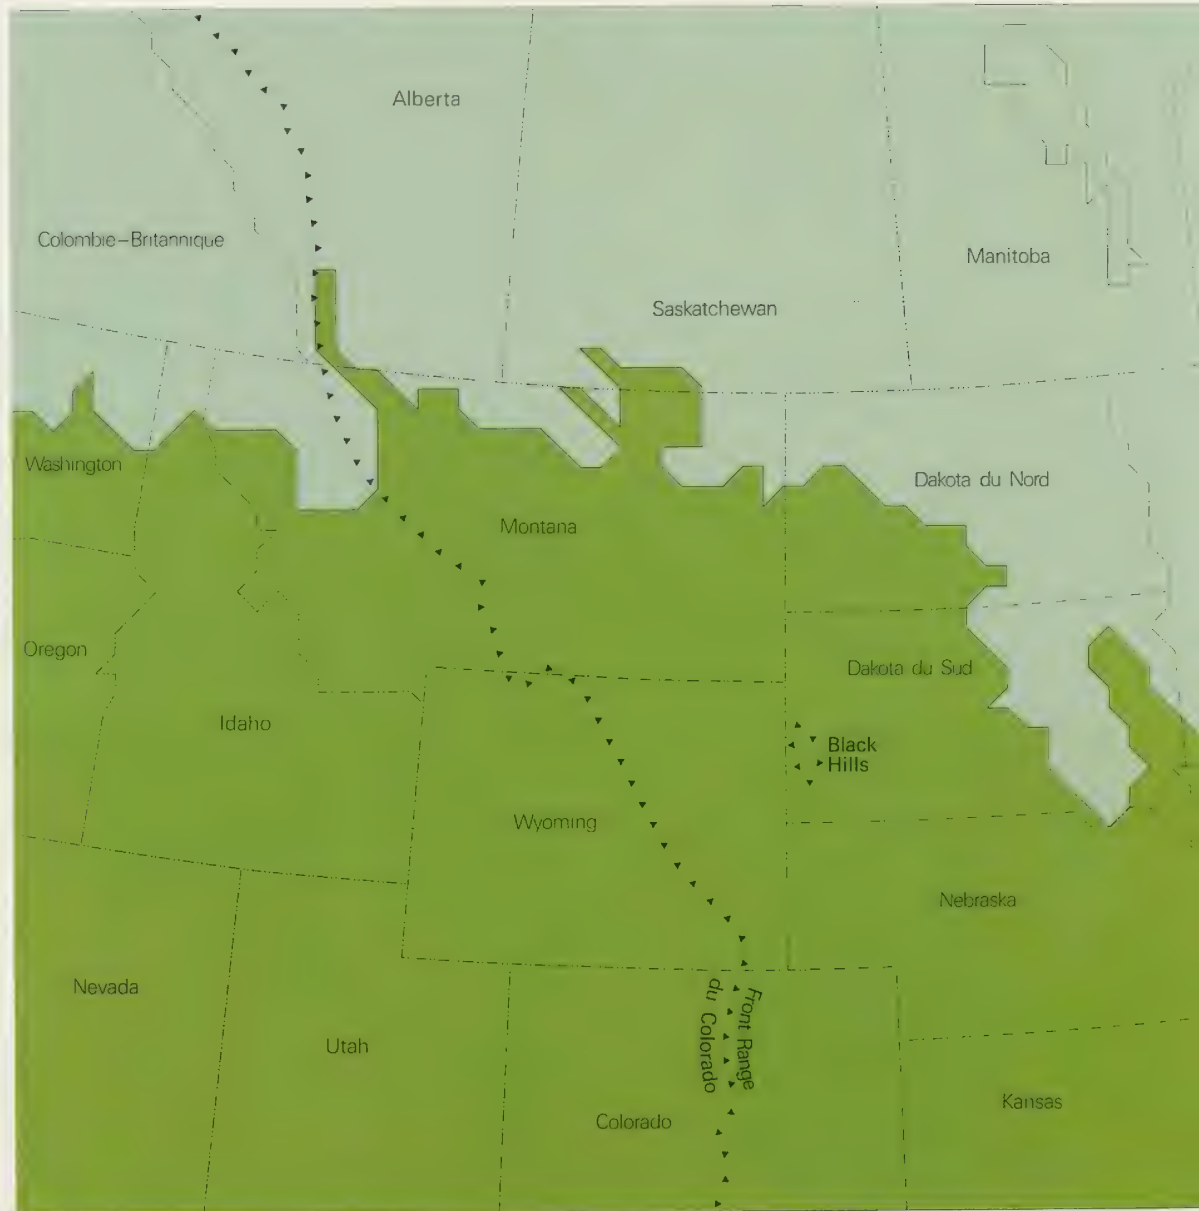 Alberta
Colombie–Britannique
Manitoba
Saskatchewan
Washington
Dakota du Nord
Montana
Oregon
Dakota du Sud
Idaho
Black
Hills
Wyoming
Nebraska
Nevada
Front Range
du Colorado
Utah
Kansas
Colorado